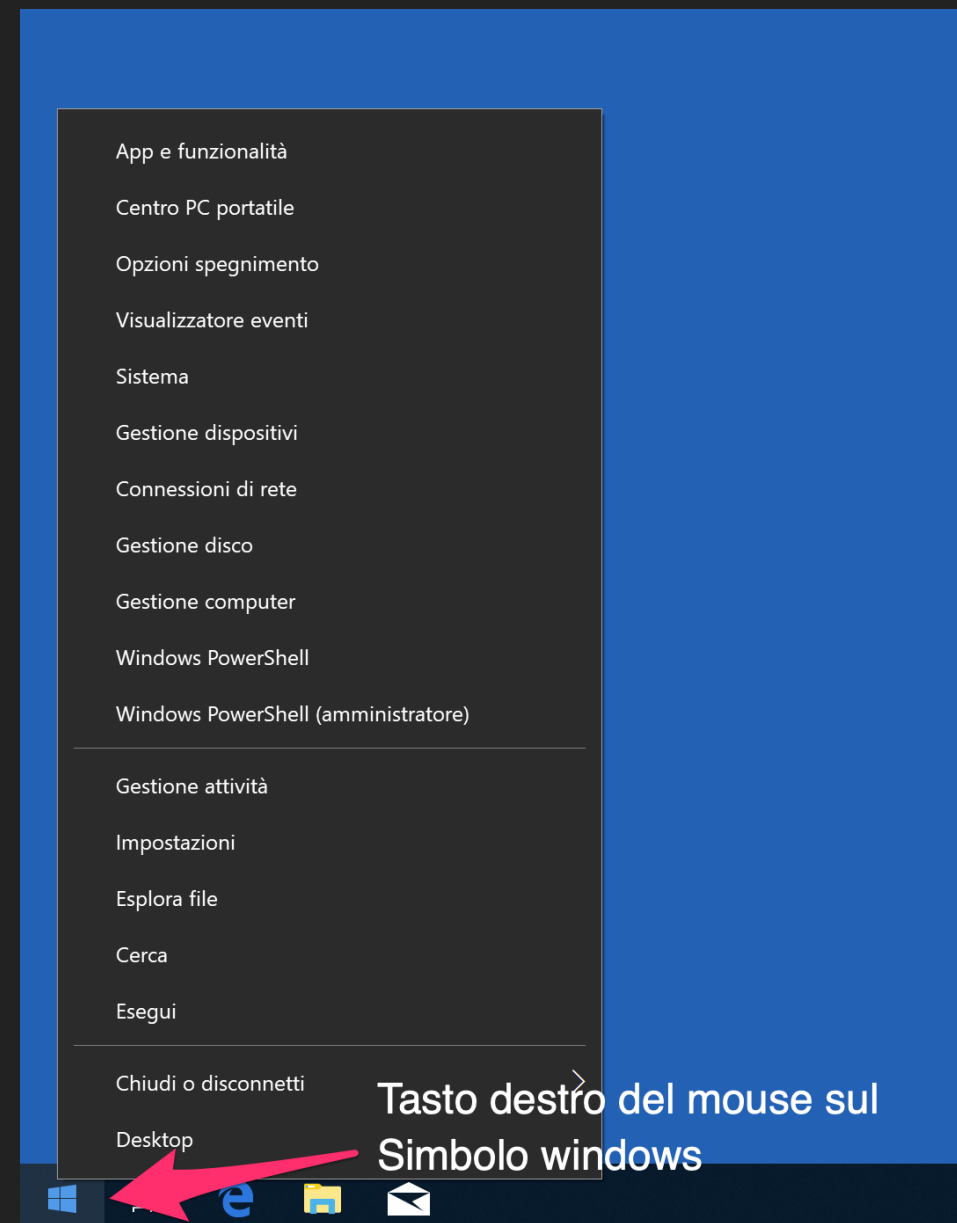 App e funzionalità
Centro PC portatile
Opzioni spegnimento
Visualizzatore eventi
Sistema
Gestione dispositivi
Connessioni di rete
Gestione disco
Gestione computer
Windows PowerShell
Windows PowerShell (amministratore)
Gestione attività
Impostazioni
Esplora file
Cerca
Esegui
Chiudi o disconnetti
Desktop
Tasto destro del mouse sul
Simbolo windows